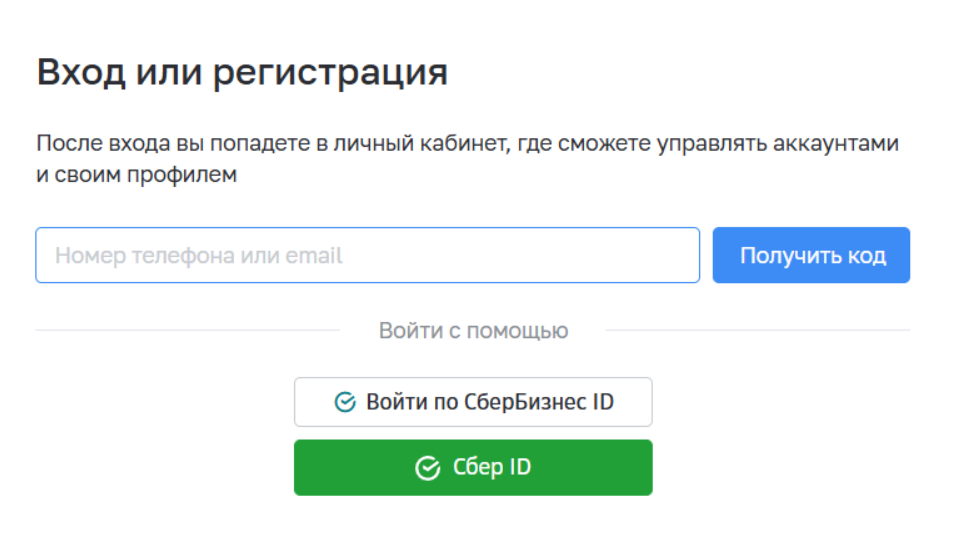 Вход или регистрация
После входа вы попадете в личный кабинет, где сможете управлять аккаунтами
и своим профилем
Номер телефона или email
Получить код
Войти с помощью
Войти по СберБизнес ID
Сбер ID